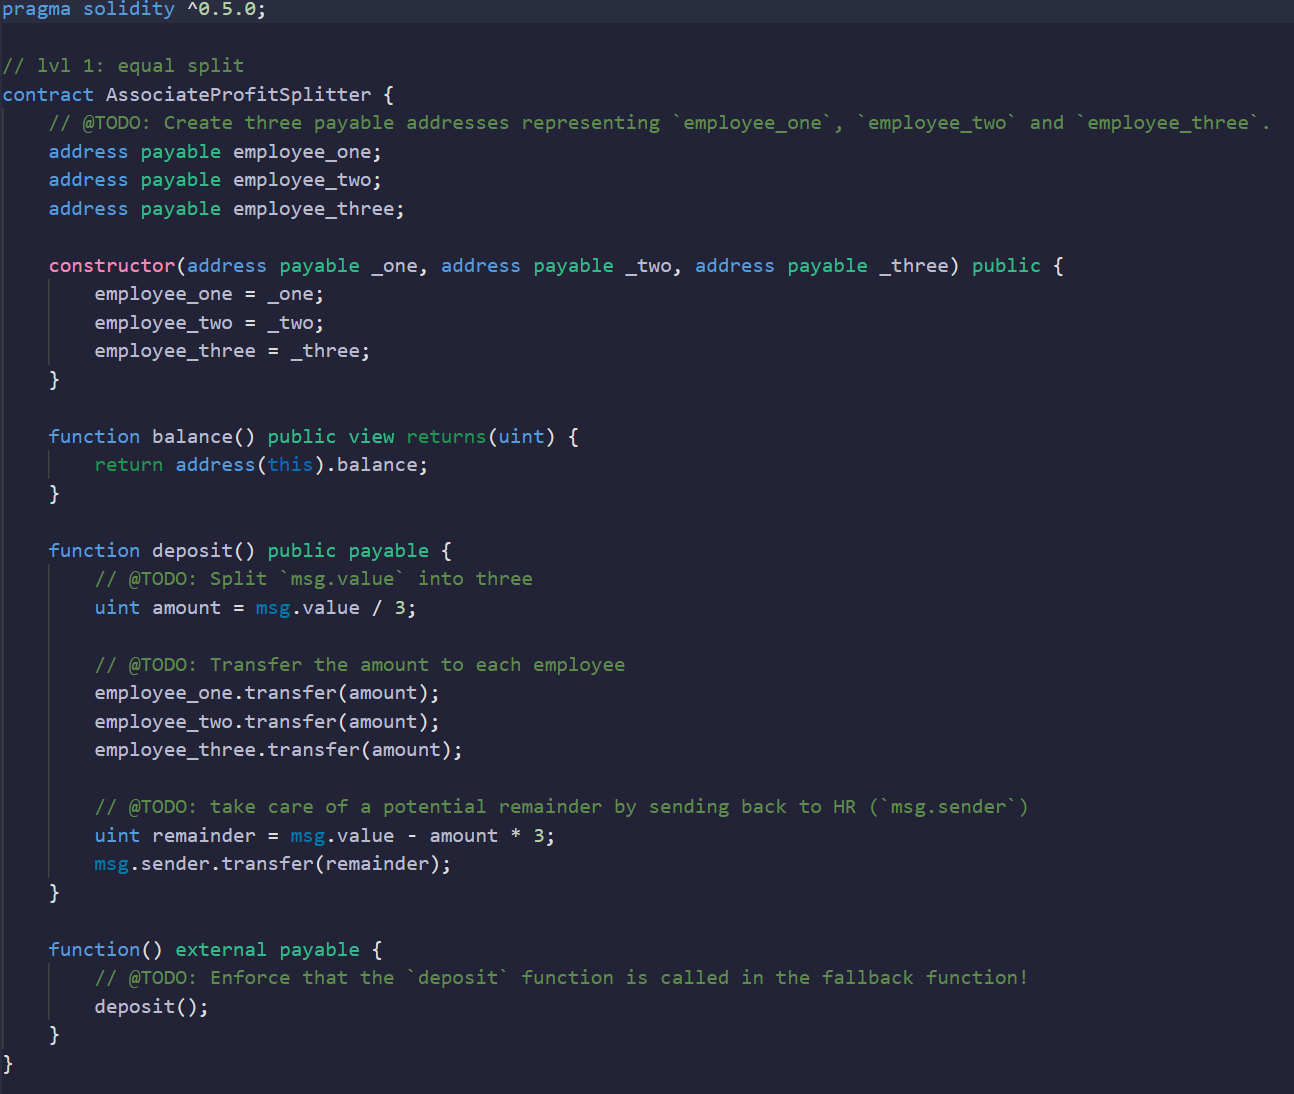 pragma solidity ^0.5.0;
// lvl 1: equal split
contract AssociateProfitSplitter {
// @TODO: Create three payable addresses representing `employee_one`, `employee_two` and `employee_three`.
address payable employee_one;
address payable employee_two;
address payable employee_three;
constructor(address payable _one, address payable _two, address payable _three) public {
employee_one = _one;
employee_two = _two;
employee_three = _three;
}
function balance() public view returns(uint) {
return address(this).balance;
}
function deposit() public payable {
// @TODO: Split `msg.value` into three
uint amount = msg.value / 3;
// @TODO: Transfer the amount to each employee
employee_one.transfer(amount);
employee_two.transfer(amount);
employee_three.transfer(amount);
// @TODO: take care of a potential remainder by sending back to HR (`msg.sender`)
uint remainder = msg.value - amount * 3;
msg.sender.transfer(remainder);
}
function() external payable {
// @TODO: Enforce that the `deposit` function is called in the fallback function!
deposit();
}
}